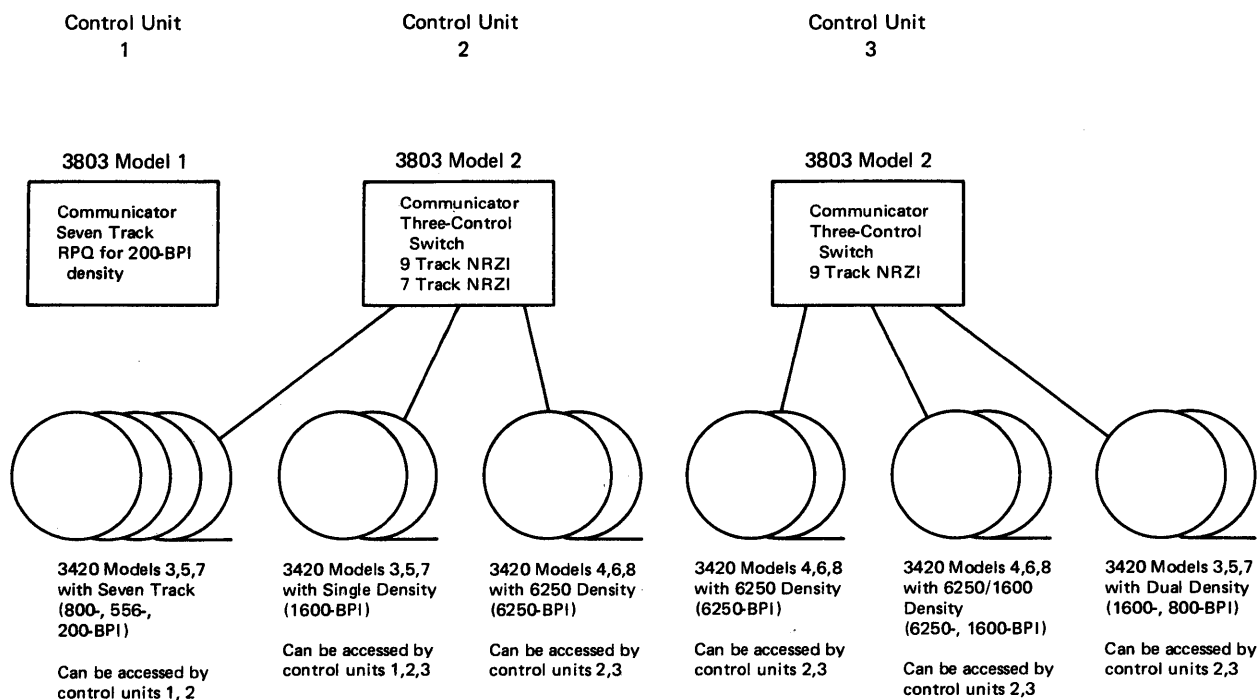 Control Unit
1
Control Unit
2
Control Unit
3
3803 Model 1
Communicator
Seven Track
RPQ for 200-BPI
density
3803 Model 2
Communicator
Three-Control
Switch
9 Track NRZI
7 Track NRZI
3803 Model 2
Communicator
Three-Control
Switch
9 Track NRZI
3420 Models 3,5,7
with Seven Track
(800-, 556-,
200-BPI)
Can be accessed by
control units 1, 2
3420 Models 3,5,7
with Single Density
(1600-BPI)
Can be accessed by
control units 1,2,3
3420 Models 4,6,8
with 6250 Density
(6250-BPI)
Can be accessed by
control units 2,3
3420 Models 4,6,8
with 6250 Density
(6250-BPI)
Can be accessed by
control units 2,3
3420 Models 4,6,8
with 6250/1600
Density
(6250-, 1600-BPI)
Can be accessed by
control units 2,3
3420 Models 3,5,7
with Dual Density
(1600-, 800-BPI)
Can be accessed by
control units 2,3